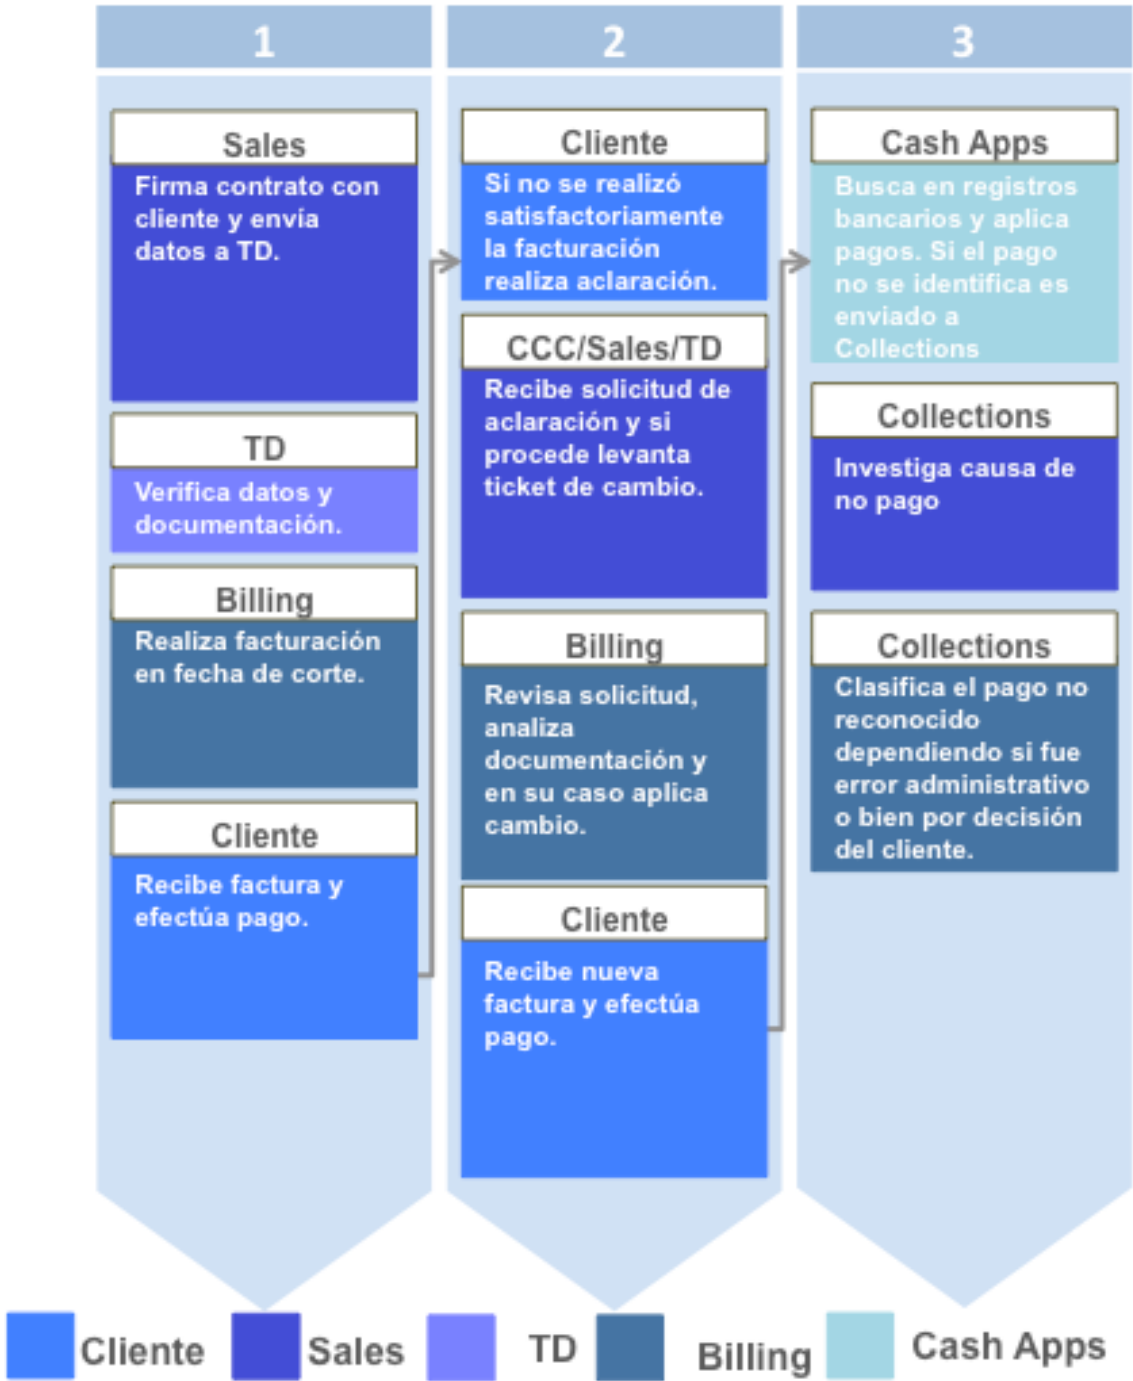 1
Sales
Firma contrato con
cliente y envía
datos a TD.
TD
Verifica datos y
documentación.
Billing
Realiza facturación
en fecha de corte.
Cliente
Recibe factura y
efectúa pago.
2
Cliente
Si no se realizó
satisfactoriamente
la facturación
realiza aclaración.
CCC/Sales/TD
Recibe solicitud de
aclaración y si
procede levanta
ticket de cambio.
Billing
Revisa solicitud,
analiza
documentación y
en su caso aplica
cambio.
Cliente
Recibe nueva
factura y efectúa
pago.
3
Cash Apps
Busca en registros
bancarios y aplica
pagos. Si el pago
no se identifica es
enviado a
Collections
Collections
Investiga causa de
no pago
Collections
Clasifica el pago no
reconocido
dependiendo si fue
error administrativo
o bien por decisión
del cliente.
Cliente
Sales
TD
Billing
Cash Apps